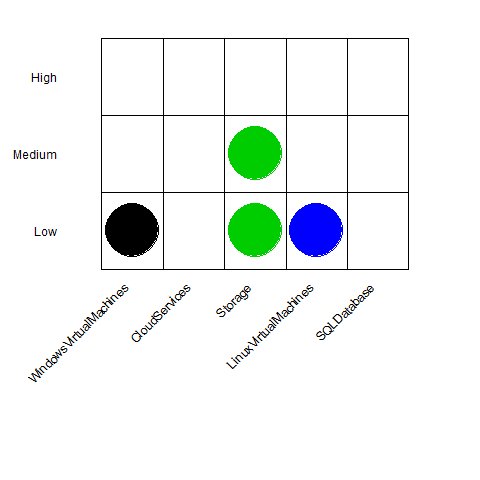 High
Medium
Low
WindowsVirtualMachines
CloudServices
Storage
LinuxVirtualMachines
SQLDatabase